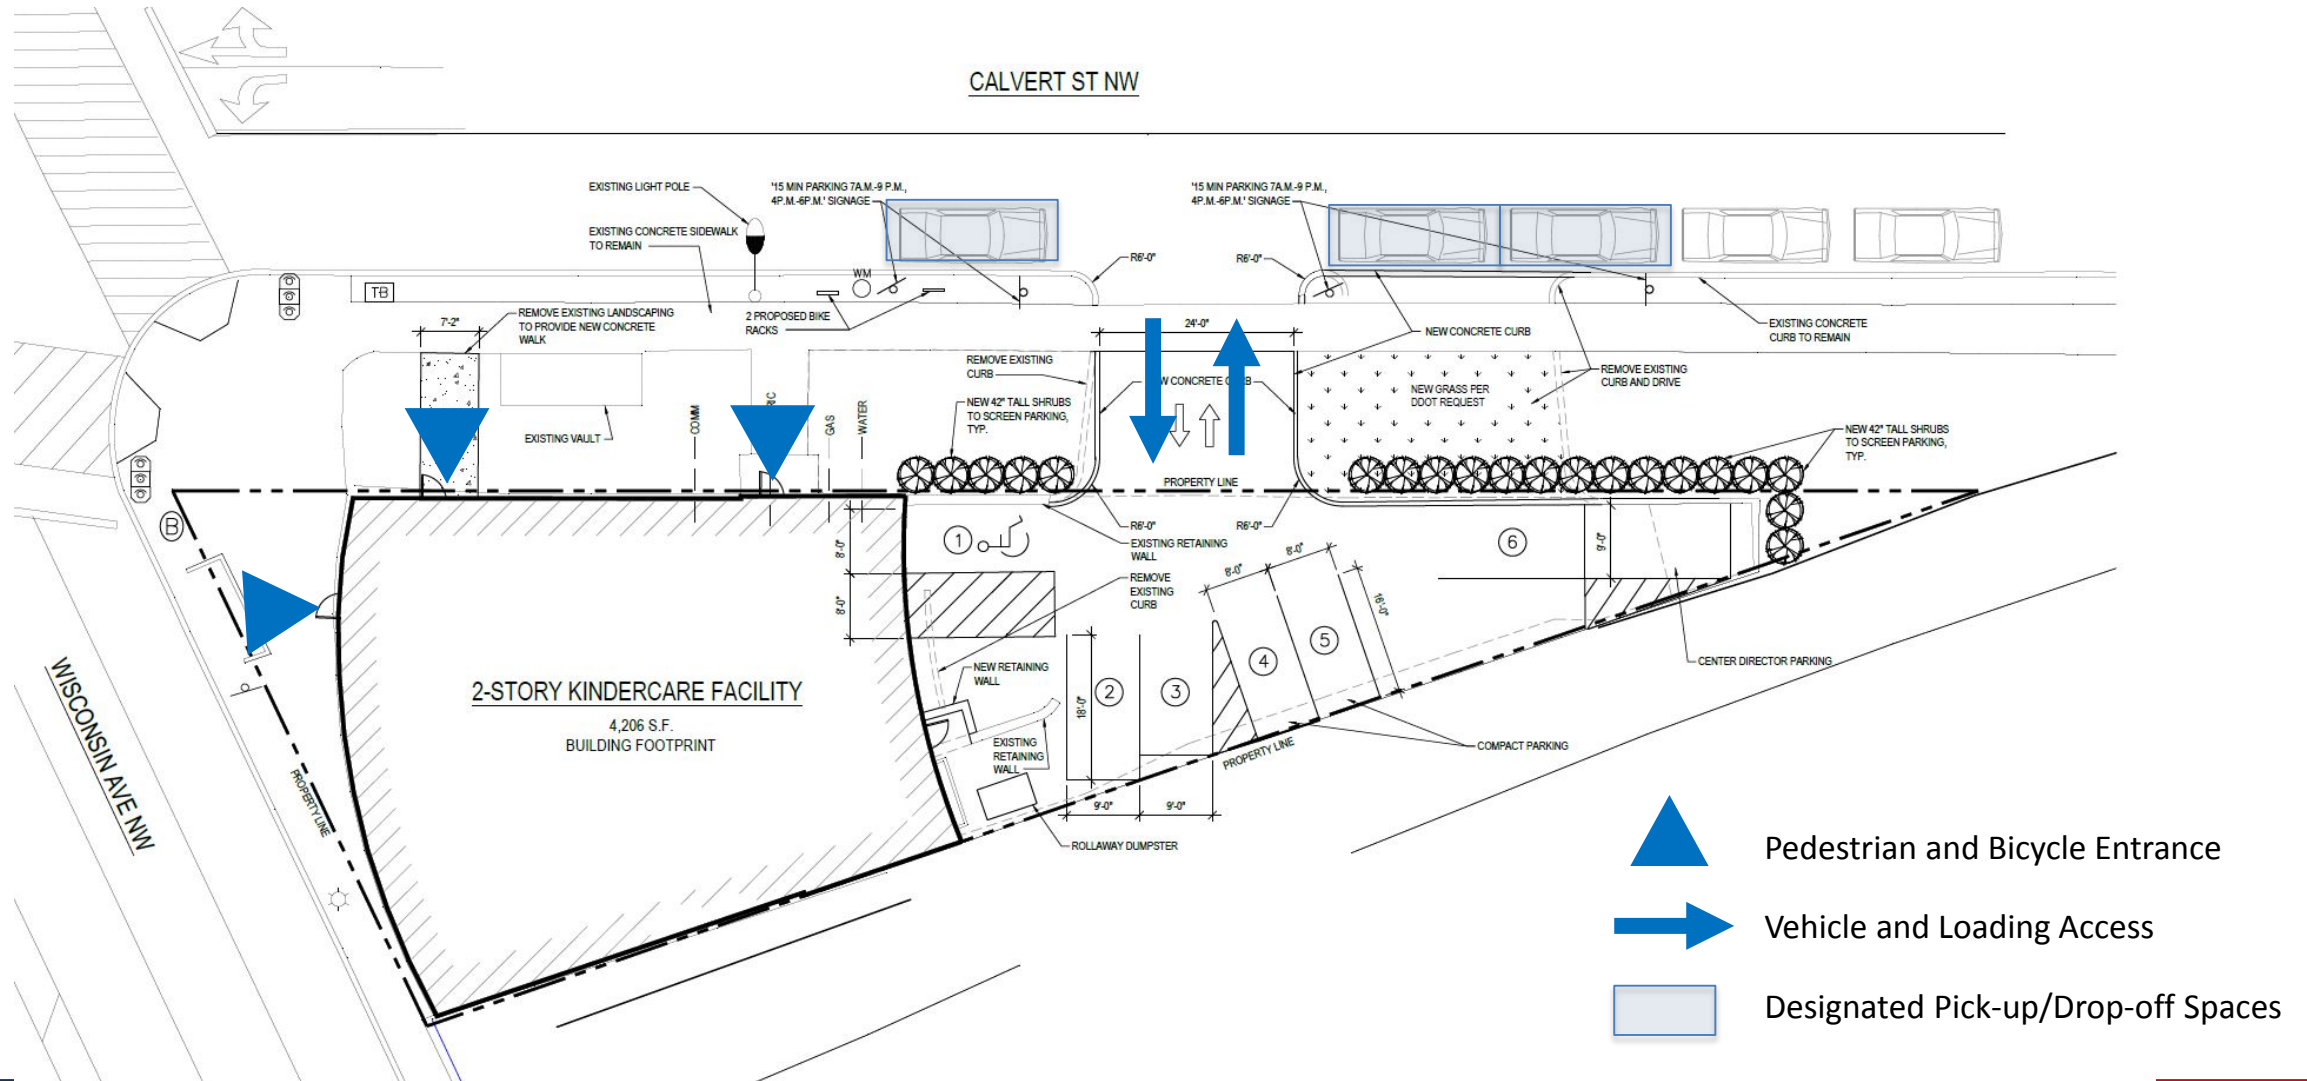 CALVERT ST NW
EXISTING LIGHT POLE
'15 MIN PARKING 7A.M.-9 P.M.,
4P.M.-6P.M.' SIGNAGE
'15 MIN PARKING 7A.M.-9 P.M.,
4P.M.-6P.M.' SIGNAGE
EXISTING CONCRETE SIDEWALK
TO REMAIN
R6'-0"
R6'-0"
WM
TB
7'-2"
REMOVE EXISTING LANDSCAPING
TO PROVIDE NEW CONCRETE
WALK
2 PROPOSED BIKE
RACKS
24'-0"
NEW CONCRETE CURB
EXISTING CONCRETE
CURB TO REMAIN
REMOVE EXISTING
CURB
REMOVE EXISTING
CURB AND DRIVE
CONCRETE
NEW GRASS PER
DDOT REQUEST
NEW 42" TALL SHRUBS
TO SCREEN PARKING,
TYP.
NEW 42" TALL SHRUBS
TO SCREEN PARKING,
TYP.
EXISTING VAULT
COMM
GAS
WATER
PROPERTY LINE
B
R6'-0"
R6'-0"
EXISTING RETAINING
WALL
1
6
8'-0"
8'-0"
9'-0"
8'-0"
8'-0"
16'-0"
REMOVE
EXISTING
CURB
5
4
CENTER DIRECTOR PARKING
NEW RETAINING
WALL
2
3
18'-0"
2-STORY KINDERCARE FACILITY
4,206 S.F.
BUILDING FOOTPRINT
EXISTING
RETAINING
WALL
COMPACT PARKING
PROPERTY LINE
9'-0"
9'-0"
ROLLAWAY DUMPSTER
WISCONSIN AVE NW
PROPERTY LINE
Pedestrian and Bicycle Entrance
Vehicle and Loading Access
Designated Pick-up/Drop-off Spaces